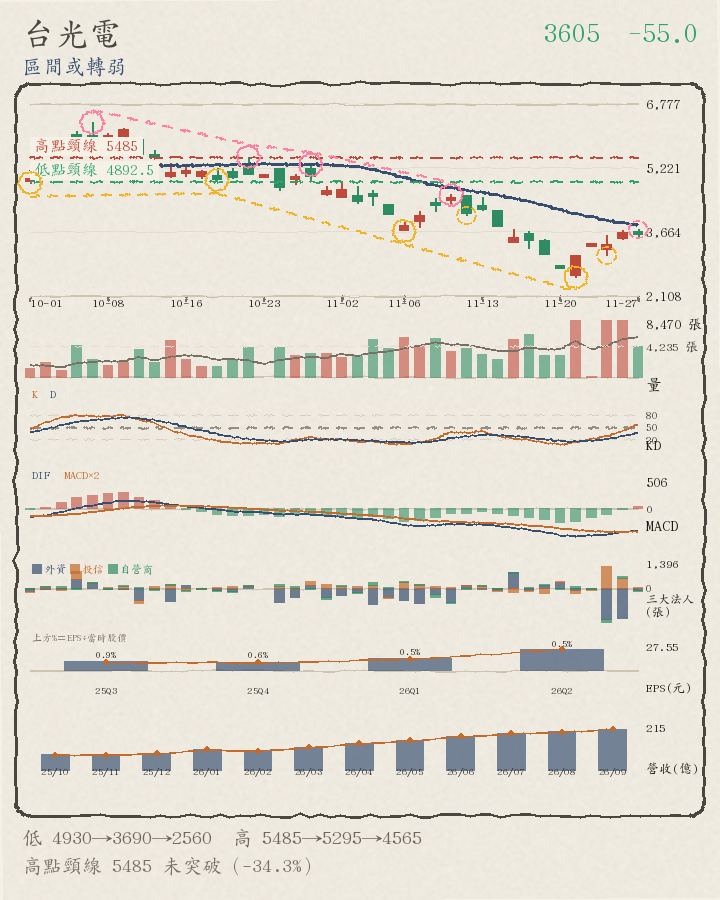 台光電
3605 -55.0
區間或轉弱
6,777
高點頸線 5485
5,221
低點頸線 4892.5
3,664
2,108
10-01 10-08 10-16 10-23 11-02 11-06 11-13 11-20 11-27
8,470 張
4,235 張
量
K D
80
50
20
KD
DIF MACD×2
506
0
MACD
外資 投信 自營商
1,396
0
三大法人
(張)
上方%=EPS÷當時股價
27.55
0.9% 0.6% 0.5% 0.5%
25Q3 25Q4 26Q1 26Q2
EPS(元)
215
營收(億)
25/10 25/11 25/12 26/01 26/02 26/03 26/04 26/05 26/06 26/07 26/08 26/09
低 4930→3690→2560 高 5485→5295→4565
高點頸線 5485 未突破 (-34.3%)